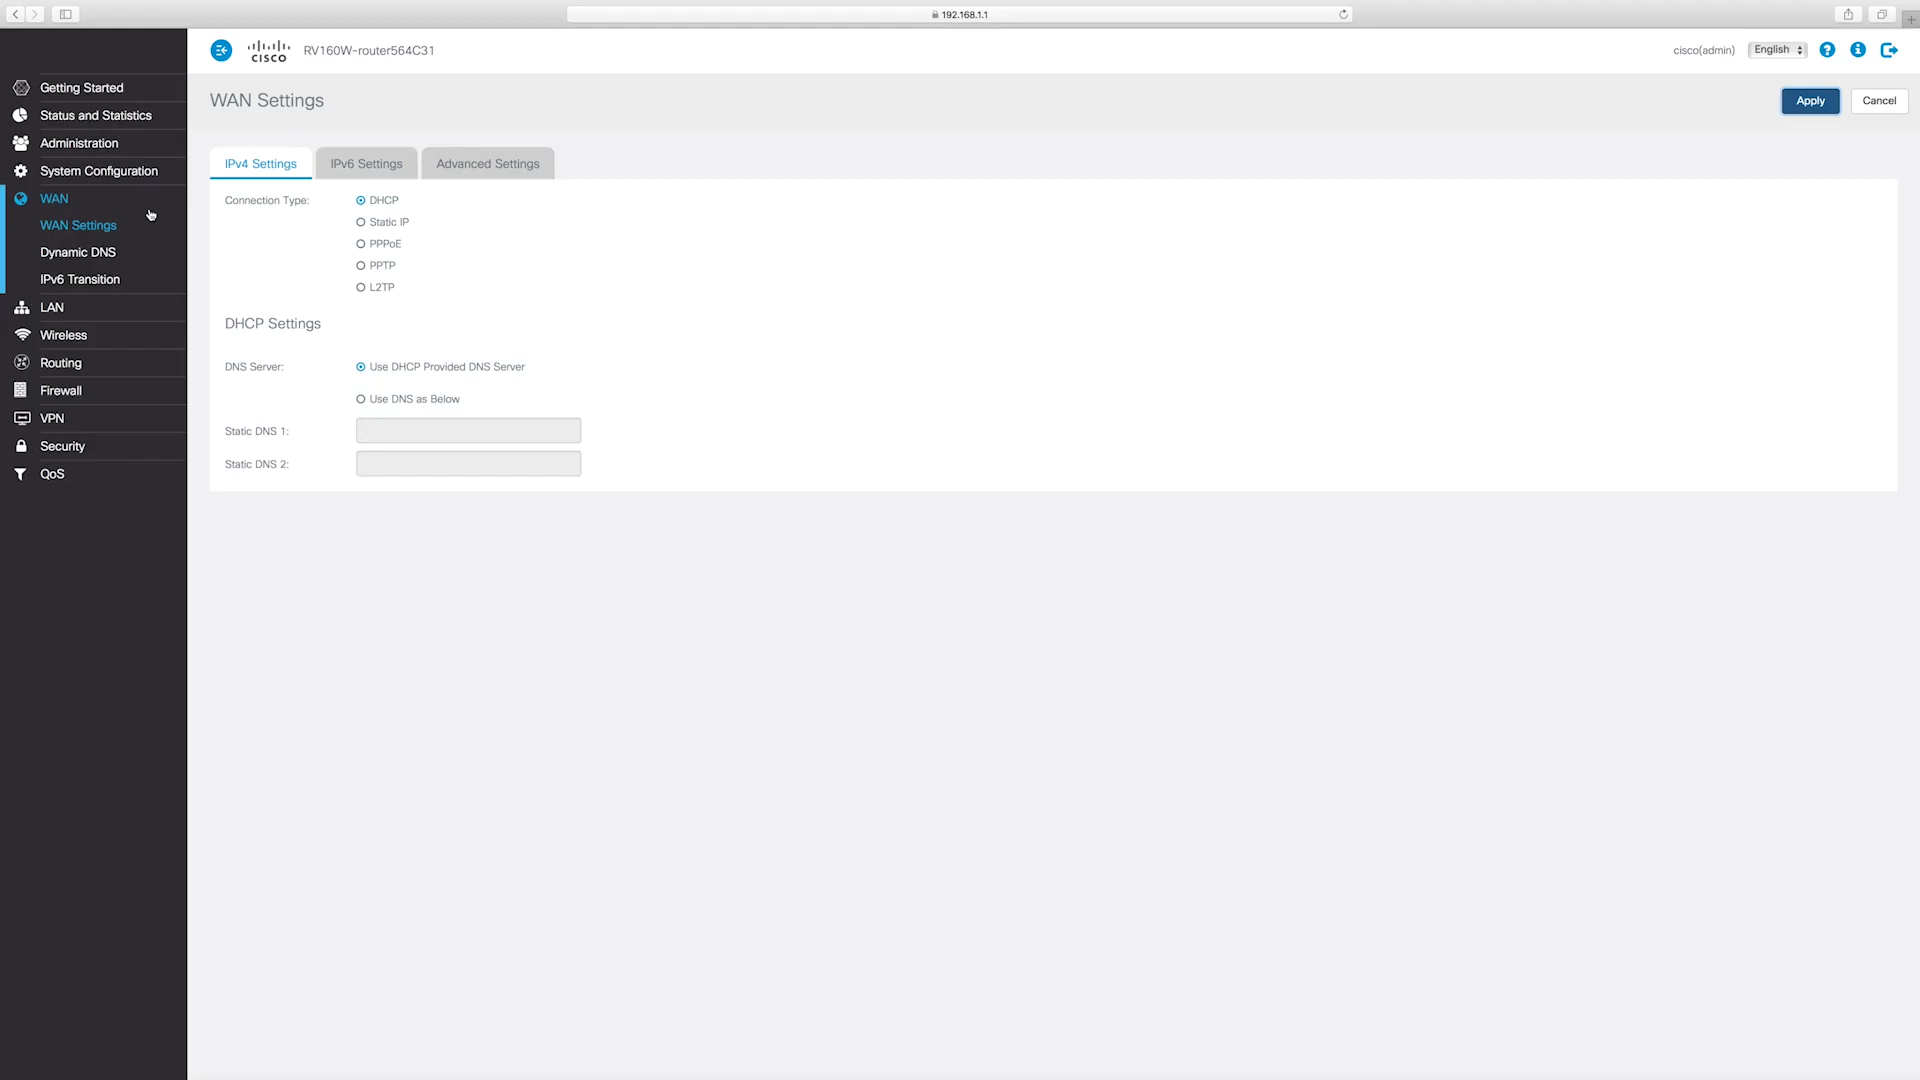 192.168.1.1
CISCO RV160W-router564C31 cisco(admin) English
WAN Settings Apply Cancel
Getting Started
Status and Statistics
Administration
System Configuration
WAN
WAN Settings
Dynamic DNS
IPv6 Transition
LAN
Wireless
Routing
Firewall
VPN
Security
QoS
IPv4 Settings IPv6 Settings Advanced Settings
Connection Type: DHCP
Static IP
PPPoE
PPTP
L2TP
DHCP Settings
DNS Server: Use DHCP Provided DNS Server
Use DNS as Below
Static DNS 1:
Static DNS 2: